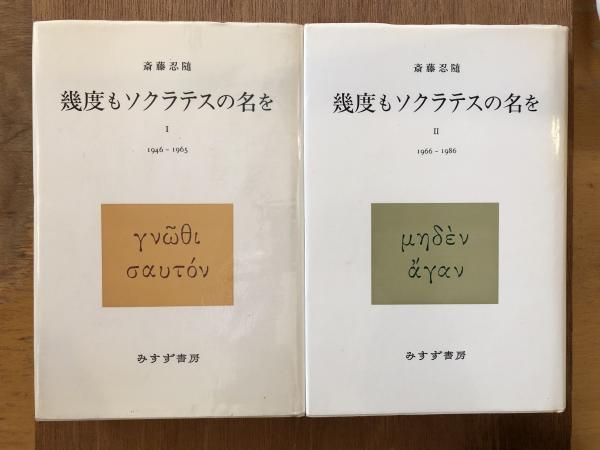 斎藤忍随
幾度もソクラテスの名を
I
1946 – 1965
γνῶθι
σαυτόν
みすず書房
斎藤忍随
幾度もソクラテスの名を
II
1966 – 1986
μηδὲν
ἄγαν
みすず書房